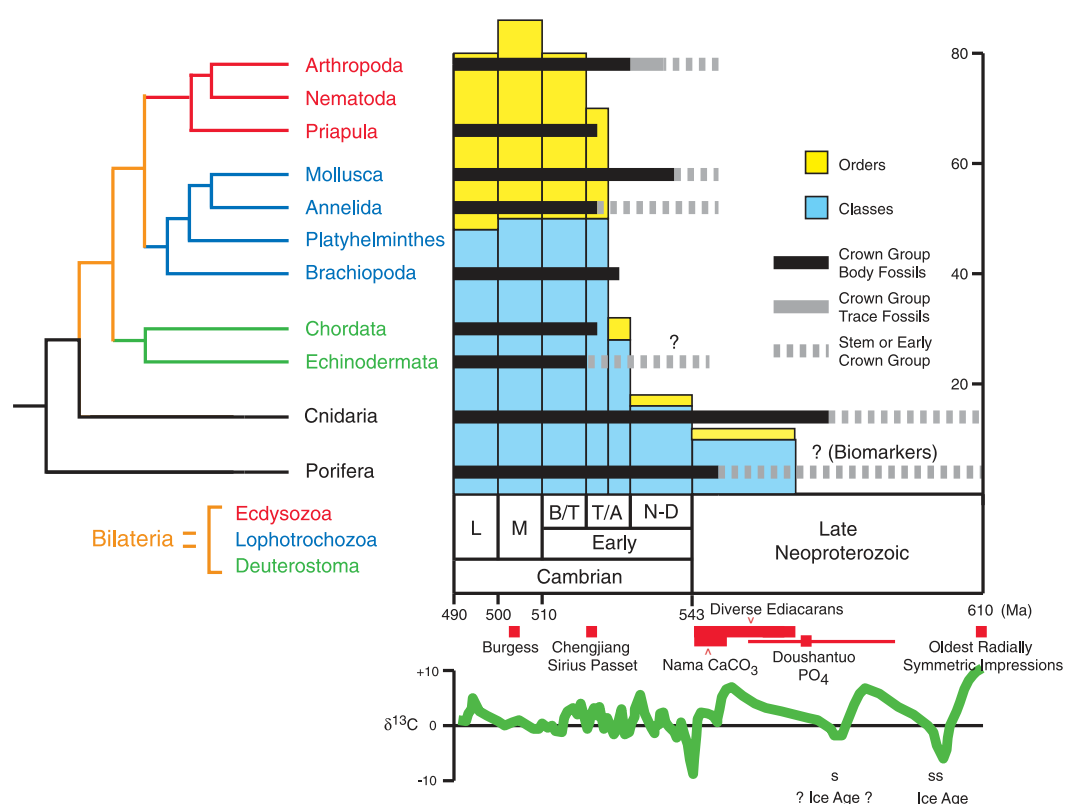 Arthropoda
Nematoda
Priapula
Mollusca
Annelida
Platyhelminthes
Brachiopoda
Chordata
Echinodermata
Cnidaria
Porifera
Bilateria
Ecdysozoa
Lophotrochozoa
Deuterostoma
80
60
40
20
Orders
Classes
Crown Group
Body Fossils
Crown Group
Trace Fossils
Stem or Early
Crown Group
?
? (Biomarkers)
L M B/T T/A N-D
Early
Cambrian
Late
Neoproterozoic
490 500 510 543 610 (Ma)
Diverse Ediacarans
Burgess
Chengjiang
Sirius Passet
Nama CaCO3
Doushantuo
PO4
Oldest Radially
Symmetric Impressions
+10
δ13C 0
-10
s ss
? Ice Age ? Ice Age